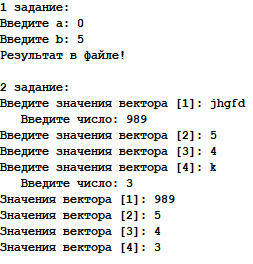 1 задание:
Введите a: 0
Введите b: 5
Результат в файле!
2 задание:
Введите значения вектора [1]: jhgfd
Введите число: 989
Введите значения вектора [2]: 5
Введите значения вектора [3]: 4
Введите значения вектора [4]: k
Введите число: 3
Значения вектора [1]: 989
Значения вектора [2]: 5
Значения вектора [3]: 4
Значения вектора [4]: 3